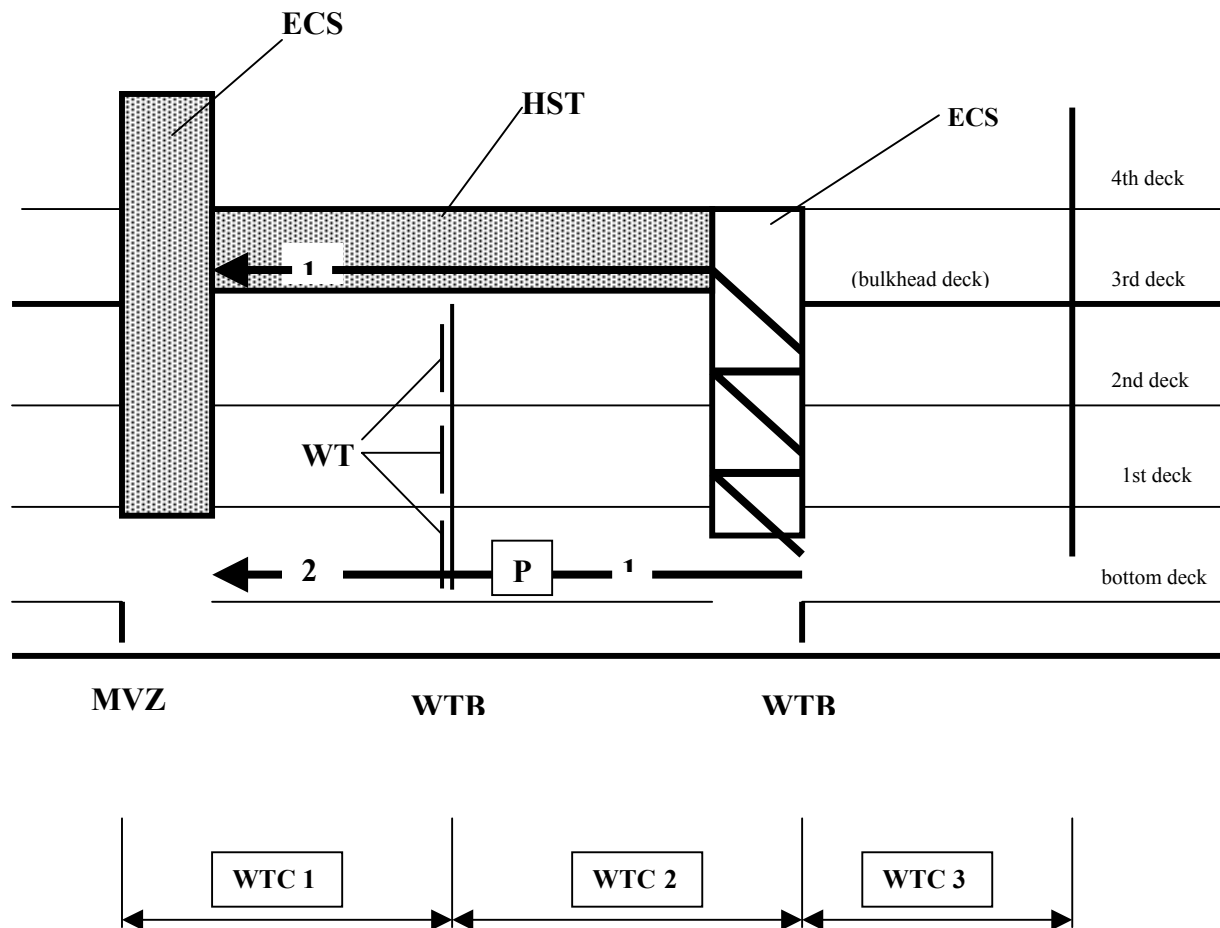 ECS
HST
ECS
4th deck
1
(bulkhead deck)
3rd deck
2nd deck
WT
1st deck
2
P
1
bottom deck
MVZ
WTB
WTB
WTC 1
WTC 2
WTC 3